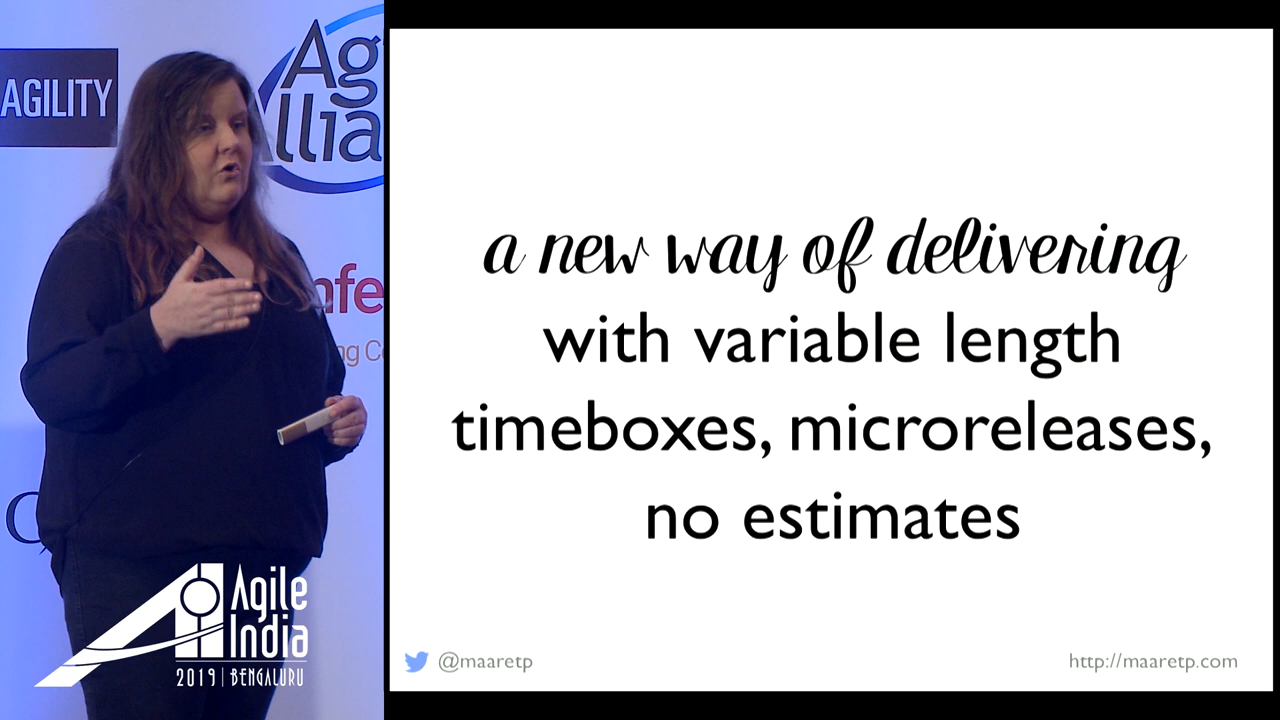 AGILITY
a new way of delivering
with variable length
timeboxes, microreleases,
no estimates
@maaretp
http://maaretp.com
Agile
India
2019 | BENGALURU